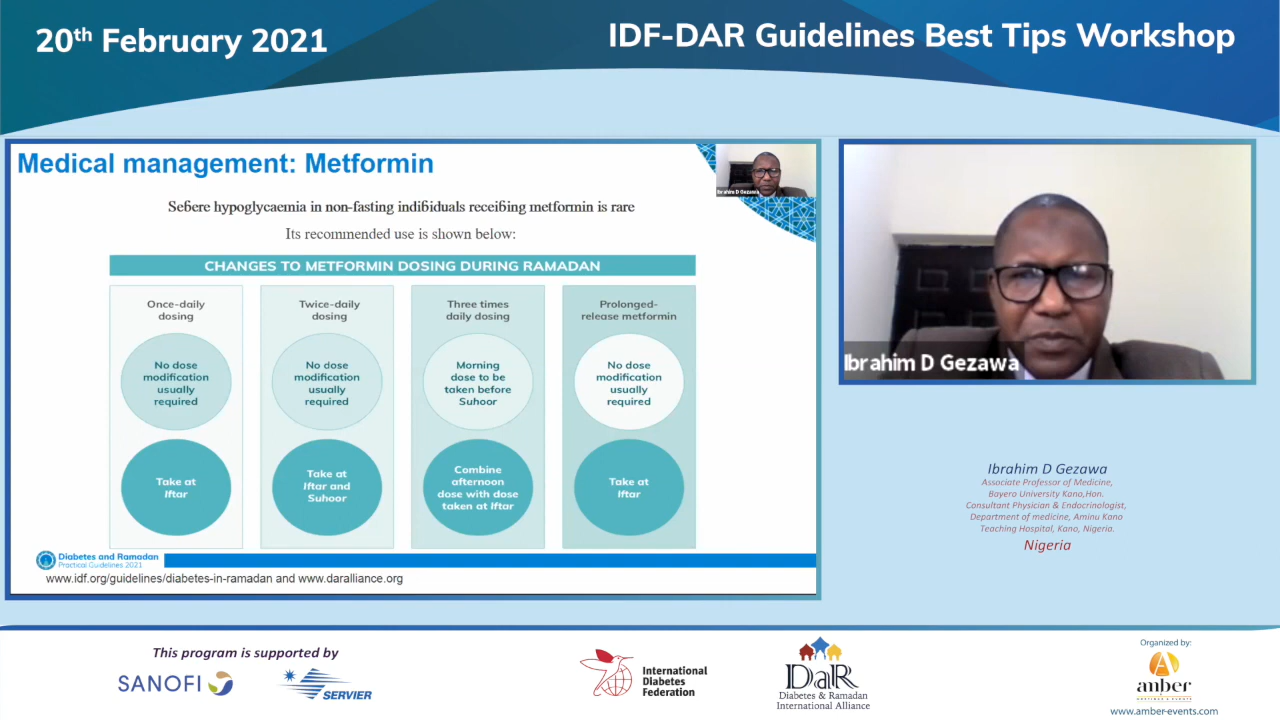 20th February 2021
IDF-DAR Guidelines Best Tips Workshop
Medical management: Metformin
Ibrahim D Gezawa
Seϐere hypoglycaemia in non-fasting indiϐiduals receiϐing metformin is rare
Its recommended use is shown below:
CHANGES TO METFORMIN DOSING DURING RAMADAN
Once-daily
dosing
No dose
modification
usually
required
Take at
Iftar
Twice-daily
dosing
No dose
modification
usually
required
Take at
Iftar and
Suhoor
Three times
daily dosing
Morning
dose to be
taken before
Suhoor
Combine
afternoon
dose with dose
taken at Iftar
Prolonged-
release metformin
No dose
modification
usually
required
Take at
Iftar
Diabetes and Ramadan
Practical Guidelines 2021
www.idf.org/guidelines/diabetes-in-ramadan and www.daralliance.org
Ibrahim D Gezawa
Ibrahim D Gezawa
Associate Professor of Medicine,
Bayero University Kano,Hon.
Consultant Physician & Endocrinologist,
Department of medicine, Aminu Kano
Teaching Hospital, Kano, Nigeria.
Nigeria
This program is supported by
SANOFI
SERVIER
International
Diabetes
Federation
DaR
Diabetes & Ramadan
International Alliance
Organized by:
anber
www.amber-events.com